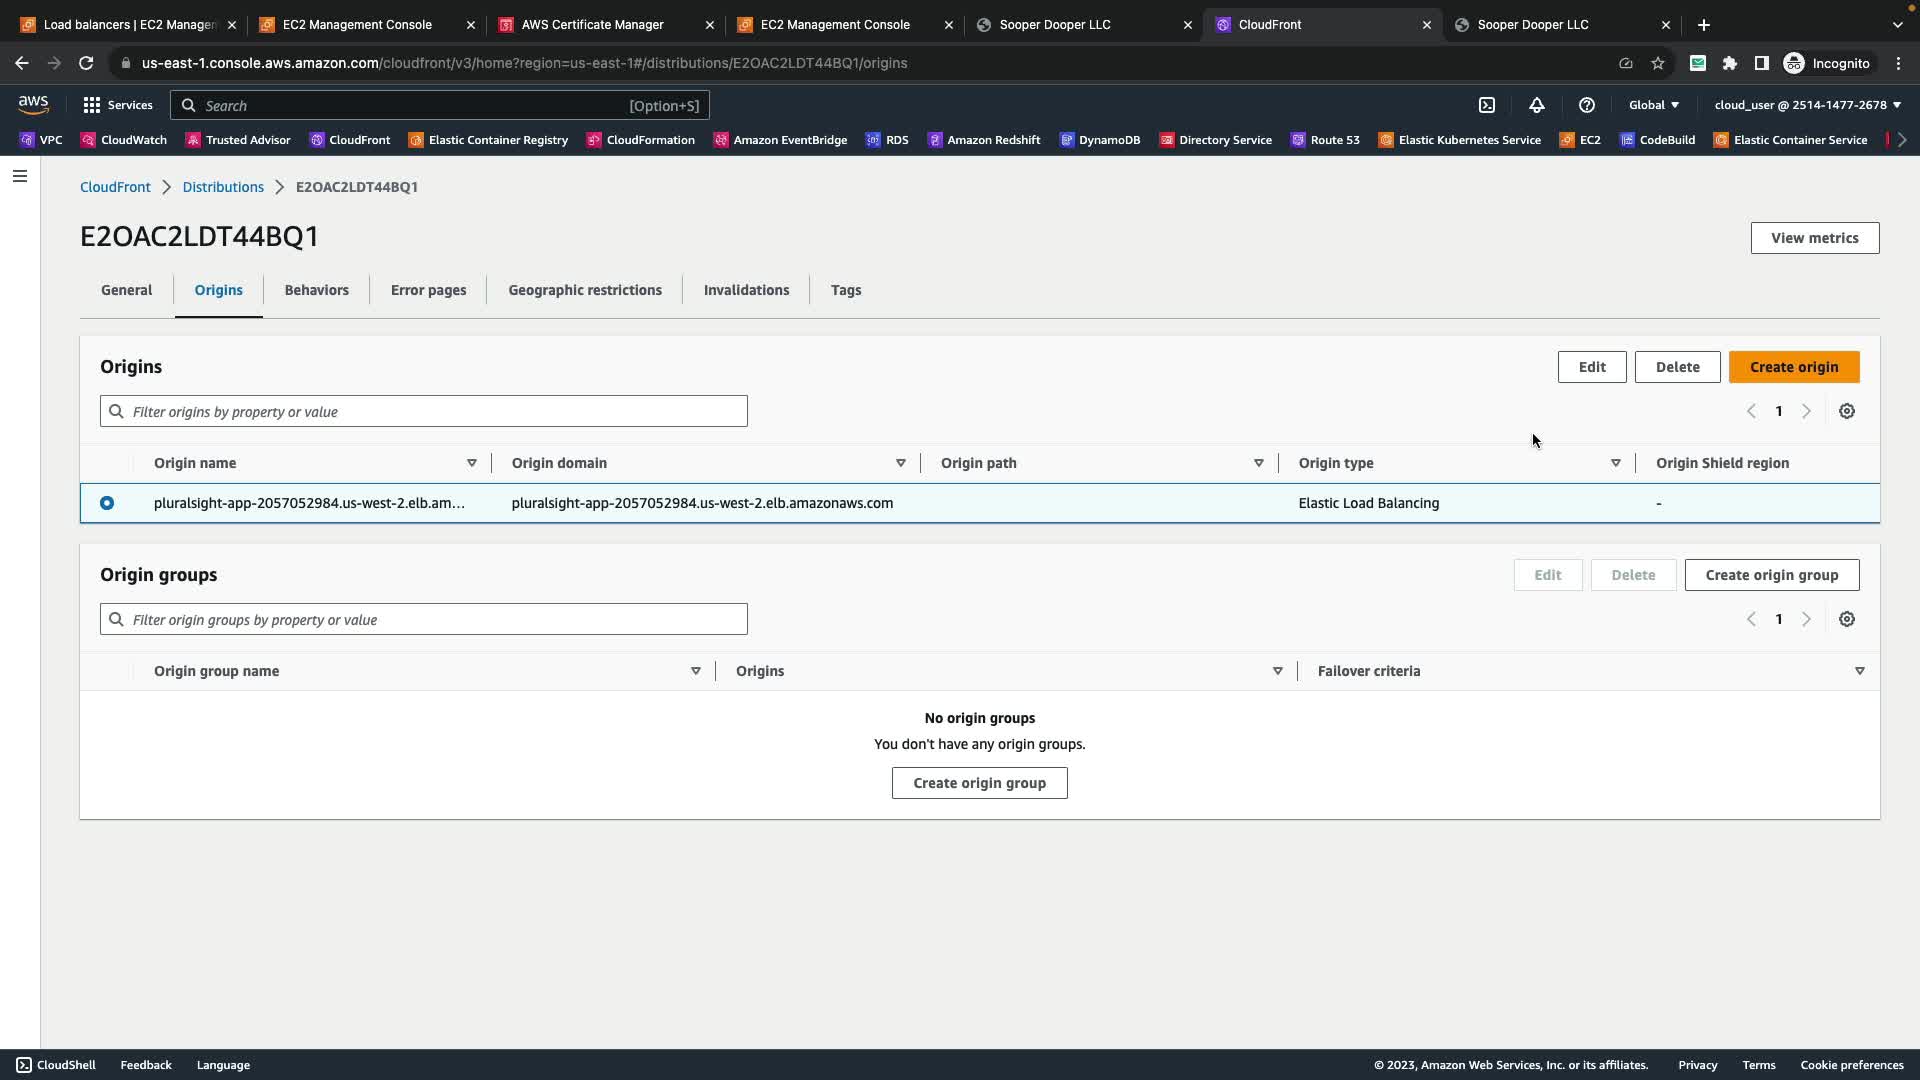 Load balancers | EC2 Manager
EC2 Management Console
AWS Certificate Manager
EC2 Management Console
Sooper Dooper LLC
CloudFront
Sooper Dooper LLC
us-east-1.console.aws.amazon.com/cloudfront/v3/home?region=us-east-1#/distributions/E2OAC2LDT44BQ1/origins
Incognito
aws
Services
Search
[Option+S]
Global
cloud_user @ 2514-1477-2678
VPC
CloudWatch
Trusted Advisor
CloudFront
Elastic Container Registry
CloudFormation
Amazon EventBridge
RDS
Amazon Redshift
DynamoDB
Directory Service
Route 53
Elastic Kubernetes Service
EC2
CodeBuild
Elastic Container Service
CloudFront
Distributions
E2OAC2LDT44BQ1
E2OAC2LDT44BQ1
View metrics
General
Origins
Behaviors
Error pages
Geographic restrictions
Invalidations
Tags
Origins
Edit
Delete
Create origin
Filter origins by property or value
1
Origin name
Origin domain
Origin path
Origin type
Origin Shield region
pluralsight-app-2057052984.us-west-2.elb.am...
pluralsight-app-2057052984.us-west-2.elb.amazonaws.com
Elastic Load Balancing
-
Origin groups
Edit
Delete
Create origin group
Filter origin groups by property or value
1
Origin group name
Origins
Failover criteria
No origin groups
You don't have any origin groups.
Create origin group
CloudShell
Feedback
Language
© 2023, Amazon Web Services, Inc. or its affiliates.
Privacy
Terms
Cookie preferences